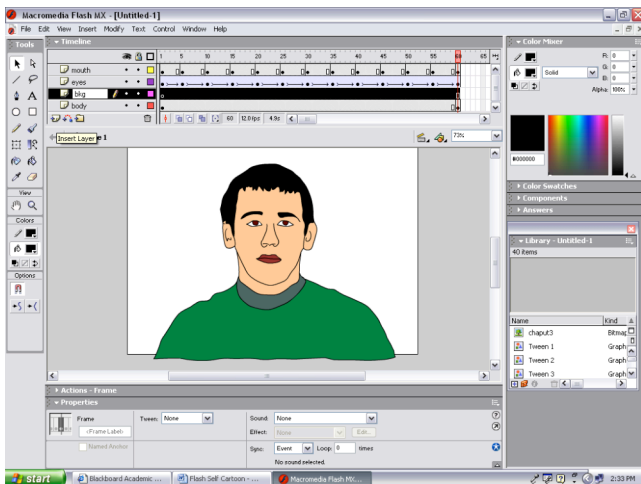 Macromedia Flash MX - [Untitled-1]
File Edit View Insert Modify Text Control Window Help
Tools
View
Colors
Options
Timeline
1 5 10 15 20 25 30 35 40 45 50 55 60 65
mouth
eyes
bkg
body
60 12.0 fps 4.9s
Insert Layer
e 1
73%
Color Mixer
R: 0
G: 0
B: 0
Solid
Alpha: 100%
#000000
Color Swatches
Components
Answers
Library - Untitled-1
40 items
Name Kind
chaput3 Bitmap
Tween 1 Graph
Tween 2 Graph
Tween 3 Graph
Actions - Frame
Properties
Frame Tween: None Sound: None
<Frame Label> Effect: None Edit...
Named Anchor Sync: Event Loop: 0 times
No sound selected.
start Blackboard Academic ... Flash Self Cartoon - ... Macromedia Flash MX... 2:33 PM